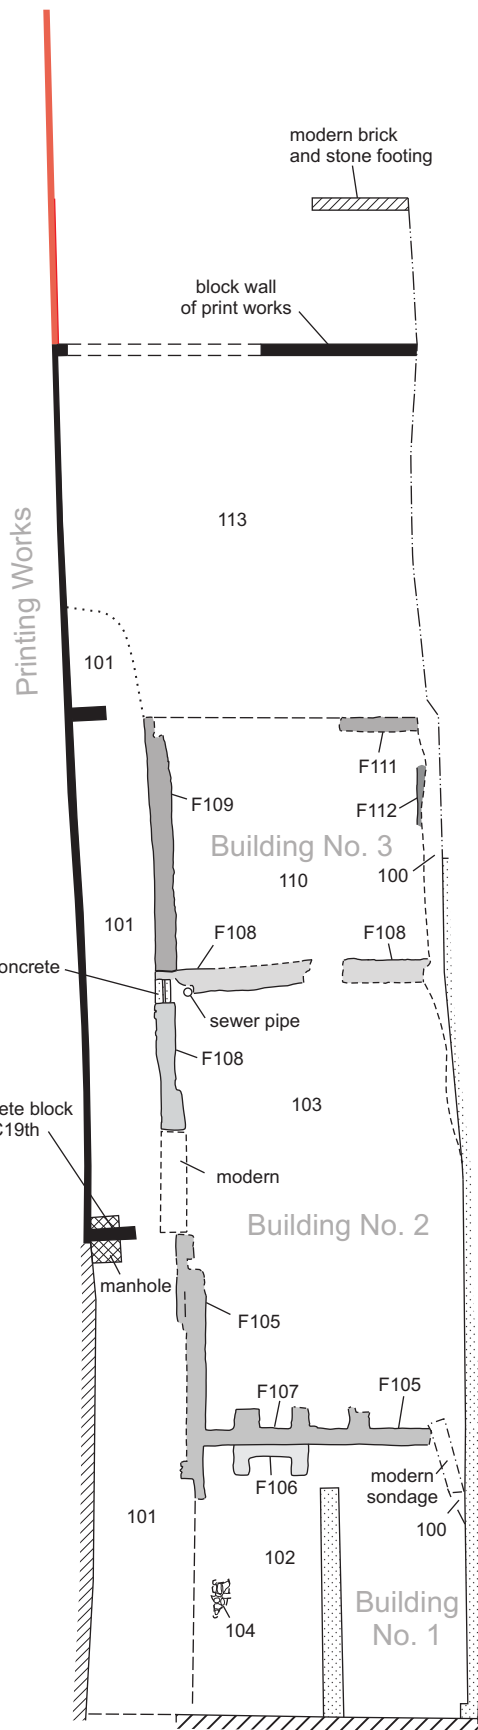 modern brick
and stone footing
block wall
of print works
Printing Works
113
101
F111
F109
F112
Building No. 3
110
100
101
F108
F108
oncrete
sewer pipe
F108
103
ete block
C19th
modern
Building No. 2
manhole
F105
F107
F105
F106
modern
sondage
100
101
102
104
Building
No. 1